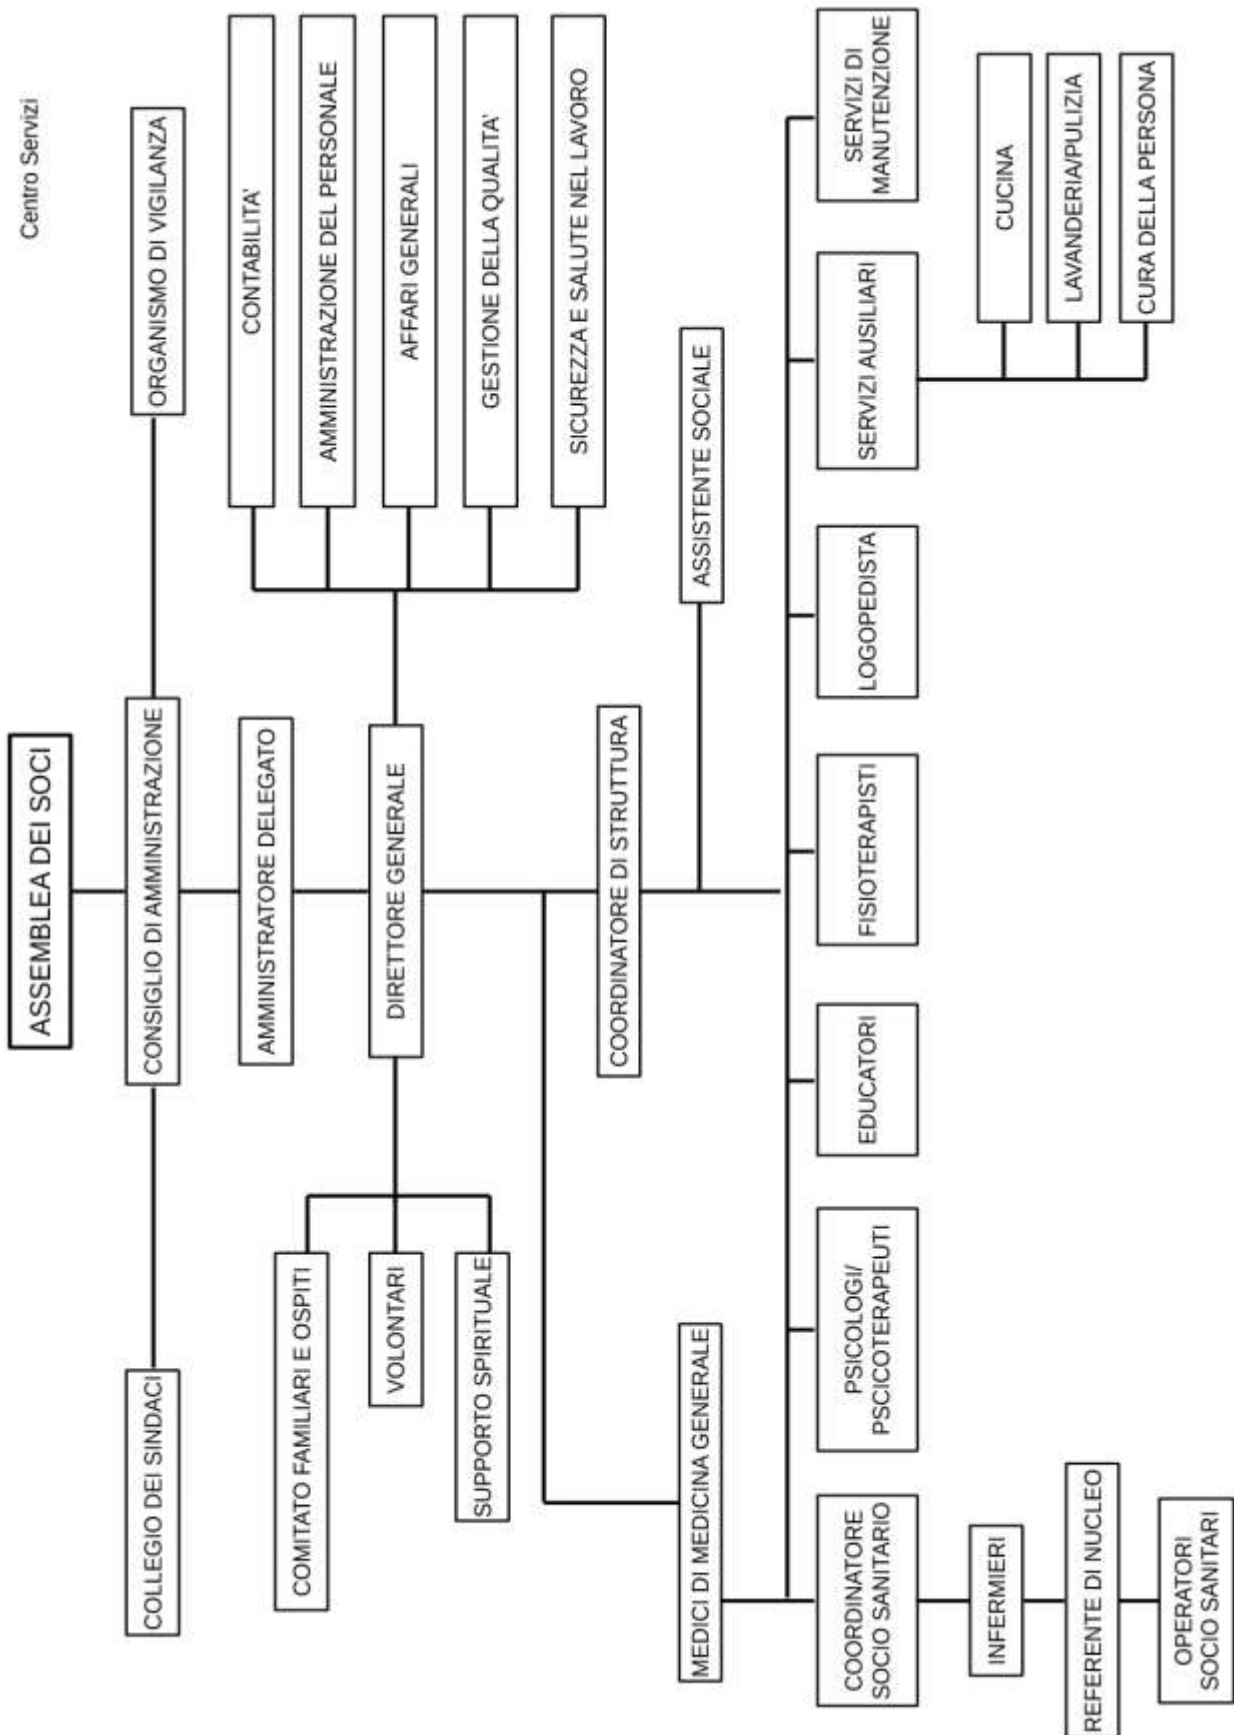 Centro Servizi
ASSEMBLEA DEI SOCI
COLLEGIO DEI SINDACI
CONSIGLIO DI AMMINISTRAZIONE
ORGANISMO DI VIGILANZA
AMMINISTRATORE DELEGATO
COMITATO FAMILIARI E OSPITI
VOLONTARI
SUPPORTO SPIRITUALE
DIRETTORE GENERALE
CONTABILITA'
AMMINISTRAZIONE DEL PERSONALE
AFFARI GENERALI
GESTIONE DELLA QUALITA'
SICUREZZA E SALUTE NEL LAVORO
COORDINATORE DI STRUTTURA
MEDICI DI MEDICINA GENERALE
ASSISTENTE SOCIALE
COORDINATORE
SOCIO SANITARIO
PSICOLOGI/
PSCICOTERAPEUTI
EDUCATORI
FISIOTERAPISTI
LOGOPEDISTA
SERVIZI AUSILIARI
SERVIZI DI
MANUTENZIONE
INFERMIERI
REFERENTE DI NUCLEO
OPERATORI
SOCIO SANITARI
CUCINA
LAVANDERIA/PULIZIA
CURA DELLA PERSONA